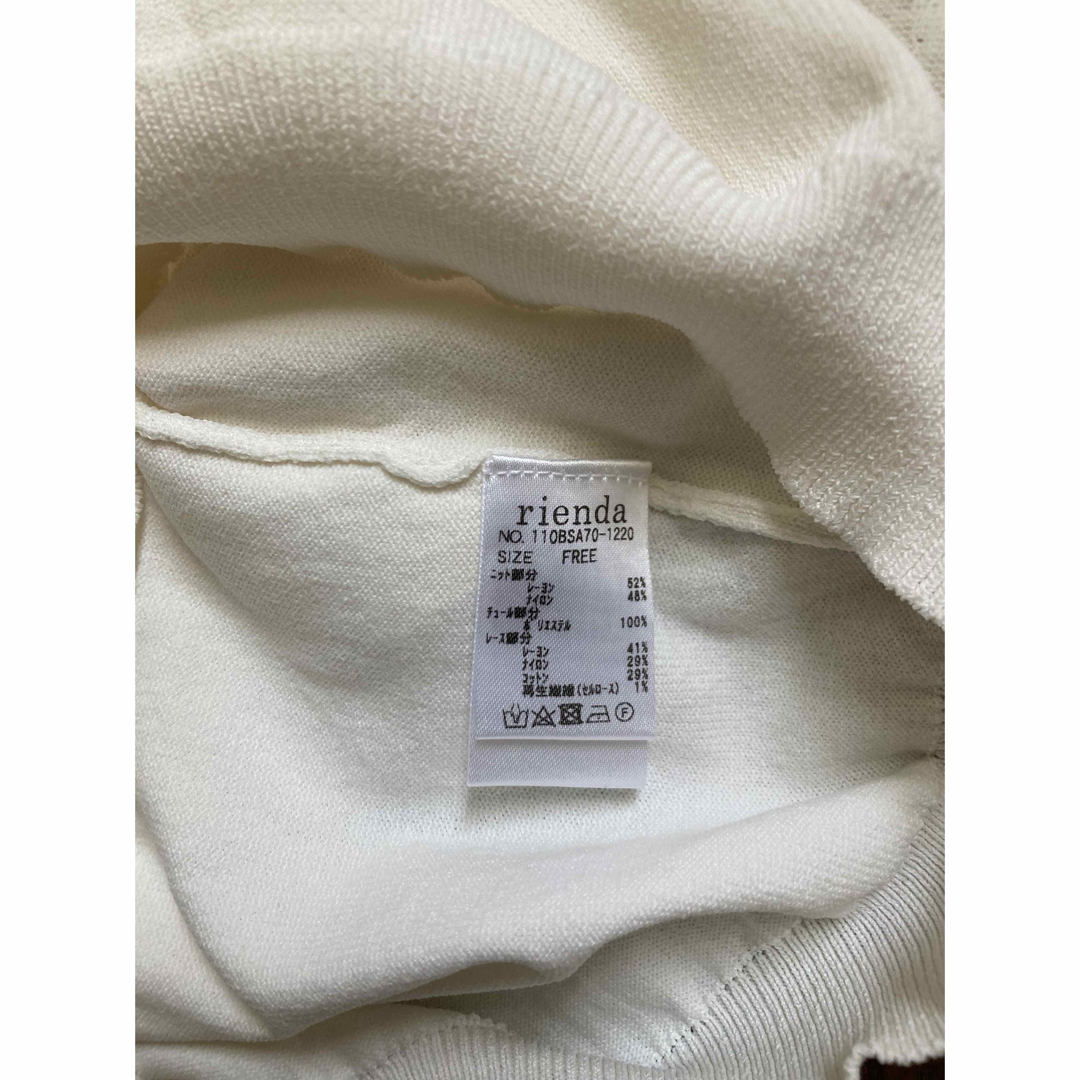 rienda
NO. 110BSA70-1220
SIZE FREE
ニット部分
レーヨン 52%
ナイロン 48%
チュール部分
ポリエステル 100%
レース部分
レーヨン 41%
ナイロン 29%
コットン 29%
再生繊維(セルロース) 1%
F